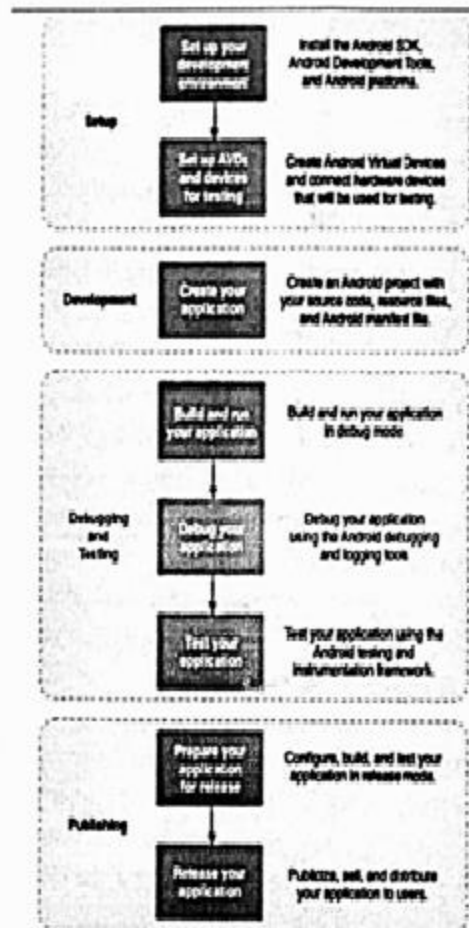 Set up your
development
environment
Install the Android SDK,
Android Development Tools,
and Android platforms.
Setup
Set up AVDs
and devices
for testing
Create Android Virtual Devices
and connect hardware devices
that will be used for testing.
Development
Create your
application
Create an Android project with
your source code, resource files,
and Android manifest file.
Build and run
your application
Build and run your application
in debug mode
Debugging
and
Testing
Debug your
application
Debug your application
using the Android debugging
and logging tools
Test your
application
Test your application using the
Android testing and
instrumentation framework.
Prepare your
application
for release
Configure, build, and test your
application in release mode.
Publishing
Release your
application
Publicize, sell, and distribute
your application to users.